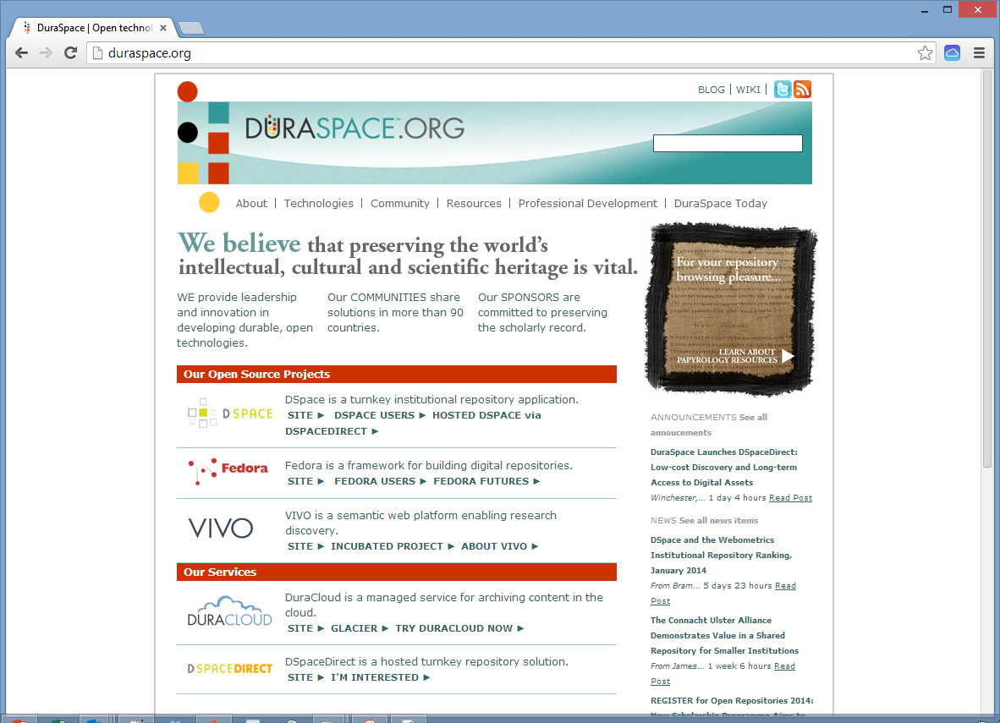 DuraSpace | Open technol
duraspace.org
BLOG | WIKI |
DURASPACE™.ORG
About | Technologies | Community | Resources | Professional Development | DuraSpace Today
We believe that preserving the world's
intellectual, cultural and scientific heritage is vital.
WE provide leadership
and innovation in
developing durable, open
technologies.
Our COMMUNITIES share
solutions in more than 90
countries.
Our SPONSORS are
committed to preserving
the scholarly record.
For your repository
browsing pleasure...
LEARN ABOUT
PAPYROLOGY RESOURCES
Our Open Source Projects
DSPACE
DSpace is a turnkey institutional repository application.
SITE ► DSPACE USERS ► HOSTED DSPACE via
DSPACEDIRECT ►
Fedora
Fedora is a framework for building digital repositories.
SITE ► FEDORA USERS ► FEDORA FUTURES ►
VIVO
VIVO is a semantic web platform enabling research
discovery.
SITE ► INCUBATED PROJECT ► ABOUT VIVO ►
Our Services
DURACLOUD
DuraCloud is a managed service for archiving content in the
cloud.
SITE ► GLACIER ► TRY DURACLOUD NOW ►
DSPACEDIRECT
DSpaceDirect is a hosted turnkey repository solution.
SITE ► I'M INTERESTED ►
ANNOUNCEMENTS See all
annoucements
DuraSpace Launches DSpaceDirect:
Low-cost Discovery and Long-term
Access to Digital Assets
Winchester,... 1 day 4 hours Read Post
NEWS See all news items
DSpace and the Webometrics
Institutional Repository Ranking,
January 2014
From Bram... 5 days 23 hours Read
Post
The Connacht Ulster Alliance
Demonstrates Value in a Shared
Repository for Smaller Institutions
From James... 1 week 6 hours Read
Post
REGISTER for Open Repositories 2014:
New Scholarship Programme Aims to